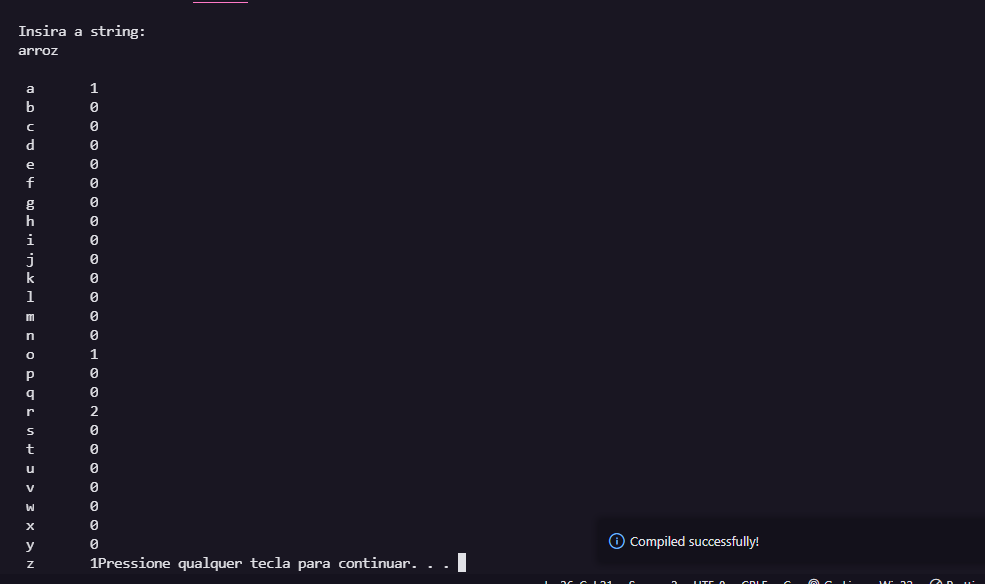 Insira a string:
arroz
a 1
b 0
c 0
d 0
e 0
f 0
g 0
h 0
i 0
j 0
k 0
l 0
m 0
n 0
o 1
p 0
q 0
r 2
s 0
t 0
u 0
v 0
w 0
x 0
y 0
z 1Pressione qualquer tecla para continuar. . .
Compiled successfully!